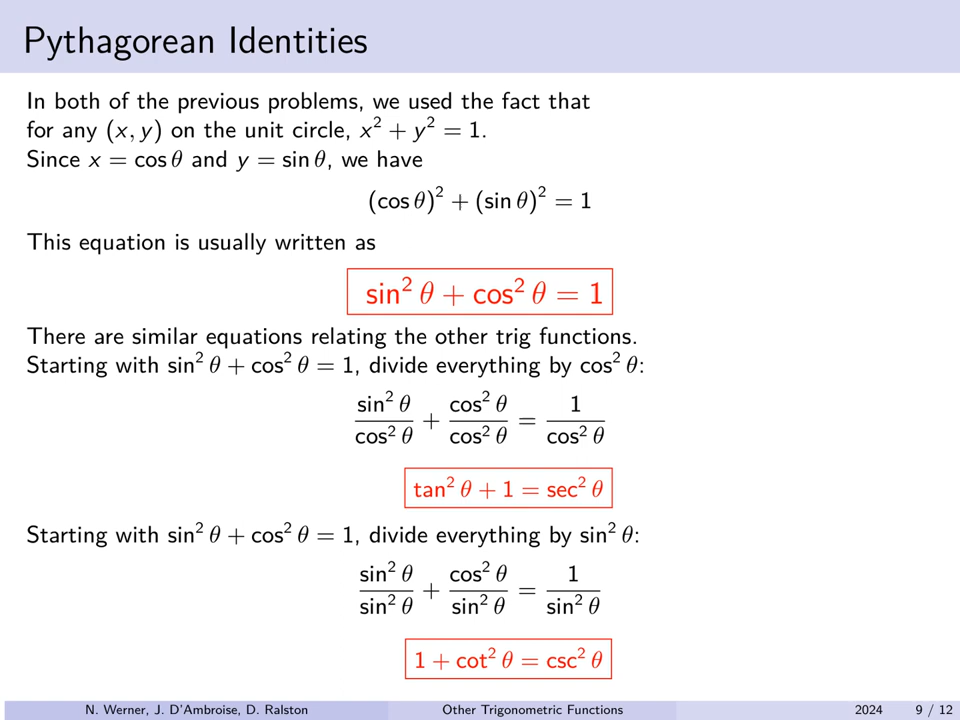 Pythagorean Identities
In both of the previous problems, we used the fact that
for any (x, y) on the unit circle, x² + y² = 1.
Since x = cos θ and y = sin θ, we have
(cos θ)² + (sin θ)² = 1
This equation is usually written as
sin² θ + cos² θ = 1
There are similar equations relating the other trig functions.
Starting with sin² θ + cos² θ = 1, divide everything by cos² θ:
sin² θ / cos² θ + cos² θ / cos² θ = 1 / cos² θ
tan² θ + 1 = sec² θ
Starting with sin² θ + cos² θ = 1, divide everything by sin² θ:
sin² θ / sin² θ + cos² θ / sin² θ = 1 / sin² θ
1 + cot² θ = csc² θ
N. Werner, J. D'Ambroise, D. Ralston Other Trigonometric Functions 2024 9 / 12